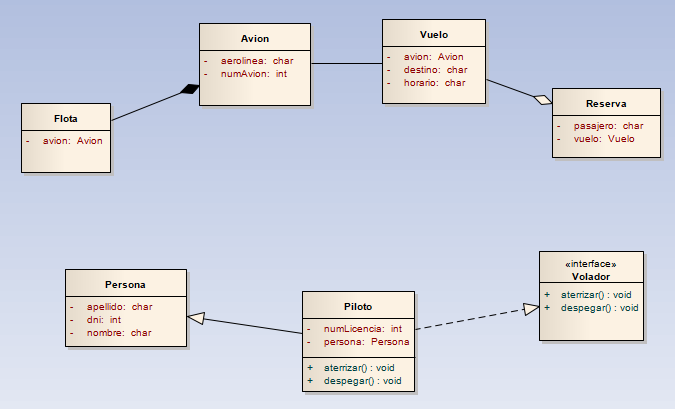 Avion
- aerolinea: char
- numAvion: int
Vuelo
- avion: Avion
- destino: char
- horario: char
Reserva
- pasajero: char
- vuelo: Vuelo
Flota
- avion: Avion
Persona
- apellido: char
- dni: int
- nombre: char
Piloto
- numLicencia: int
- persona: Persona
+ aterrizar() : void
+ despegar() : void
«interface»
Volador
+ aterrizar() : void
+ despegar() : void